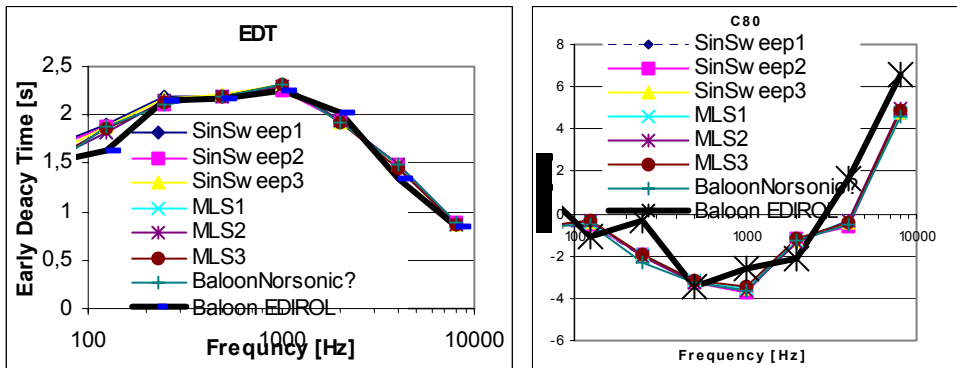 EDT
Early Deacy Time [s]
2,5
2
1,5
1
0,5
0
SinSw eep1
SinSw eep2
SinSw eep3
MLS1
MLS2
MLS3
BaloonNorsonic?
Baloon EDIROL
100
1000
10000
Frequncy [Hz]
C80
8
6
4
2
0
-2
-4
-6
SinSw eep1
SinSw eep2
SinSw eep3
MLS1
MLS2
MLS3
BaloonNorsonic?
Baloon EDIROL
100
1000
10000
Frequency [Hz]